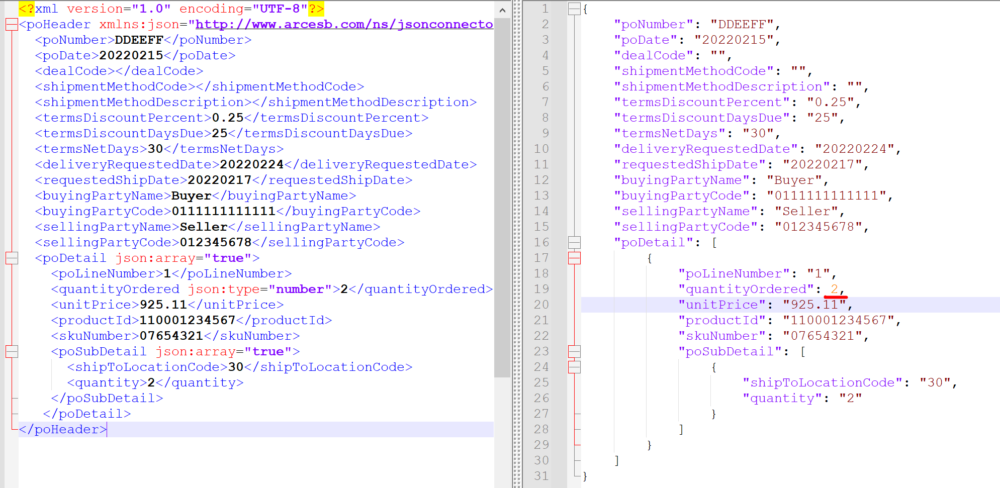 <?xml version="1.0" encoding="UTF-8"?>
<poHeader xmlns:json="http://www.arcesb.com/ns/jsonconnecto
<poNumber>DDEEFF</poNumber>
<poDate>20220215</poDate>
<dealCode></dealCode>
<shipmentMethodCode></shipmentMethodCode>
<shipmentMethodDescription></shipmentMethodDescription>
<termsDiscountPercent>0.25</termsDiscountPercent>
<termsDiscountDaysDue>25</termsDiscountDaysDue>
<termsNetDays>30</termsNetDays>
<deliveryRequestedDate>20220224</deliveryRequestedDate>
<requestedShipDate>20220217</requestedShipDate>
<buyingPartyName>Buyer</buyingPartyName>
<buyingPartyCode>0111111111111</buyingPartyCode>
<sellingPartyName>Seller</sellingPartyName>
<sellingPartyCode>012345678</sellingPartyCode>
<poDetail json:array="true">
<poLineNumber>1</poLineNumber>
<quantityOrdered json:type="number">2</quantityOrdered>
<unitPrice>925.11</unitPrice>
<productId>110001234567</productId>
<skuNumber>07654321</skuNumber>
<poSubDetail json:array="true">
<shipToLocationCode>30</shipToLocationCode>
<quantity>2</quantity>
</poSubDetail>
</poDetail>
</poHeader>
1 {
2 "poNumber": "DDEEFF",
3 "poDate": "20220215",
4 "dealCode": "",
5 "shipmentMethodCode": "",
6 "shipmentMethodDescription": "",
7 "termsDiscountPercent": "0.25",
8 "termsDiscountDaysDue": "25",
9 "termsNetDays": "30",
10 "deliveryRequestedDate": "20220224",
11 "requestedShipDate": "20220217",
12 "buyingPartyName": "Buyer",
13 "buyingPartyCode": "0111111111111",
14 "sellingPartyName": "Seller",
15 "sellingPartyCode": "012345678",
16 "poDetail": [
17 {
18 "poLineNumber": "1",
19 "quantityOrdered": 2,
20 "unitPrice": "925.11",
21 "productId": "110001234567",
22 "skuNumber": "07654321",
23 "poSubDetail": [
24 {
25 "shipToLocationCode": "30",
26 "quantity": "2"
27 }
28 ]
29 }
30 ]
31 }